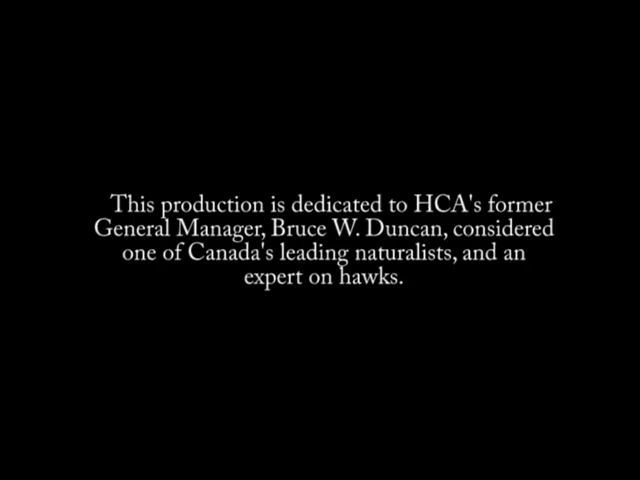 This production is dedicated to HCA's former
General Manager, Bruce W. Duncan, considered
one of Canada's leading naturalists, and an
expert on hawks.